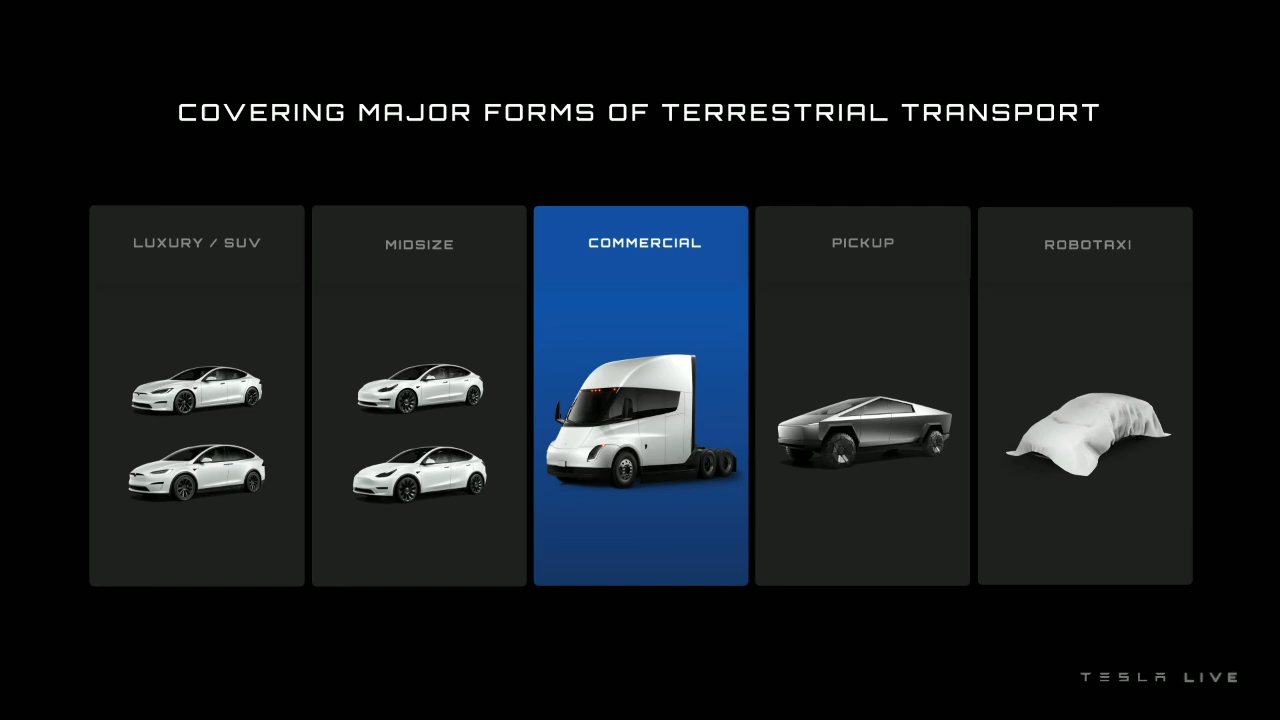 COVERING MAJOR FORMS OF TERRESTRIAL TRANSPORT
LUXURY / SUV
MIDSIZE
COMMERCIAL
PICKUP
ROBOTAXI
TESLA LIVE